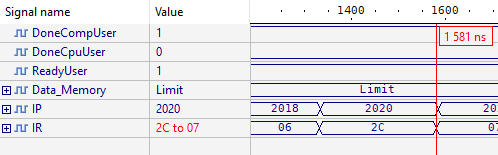 Signal name Value 1400 1600
DoneCompUser 1 1 581 ns
DoneCpuUser 0
ReadyUser 1
Data_Memory Limit Limit
IP 2020 2018 2020 20
IR 2C to 07 06 2C 07